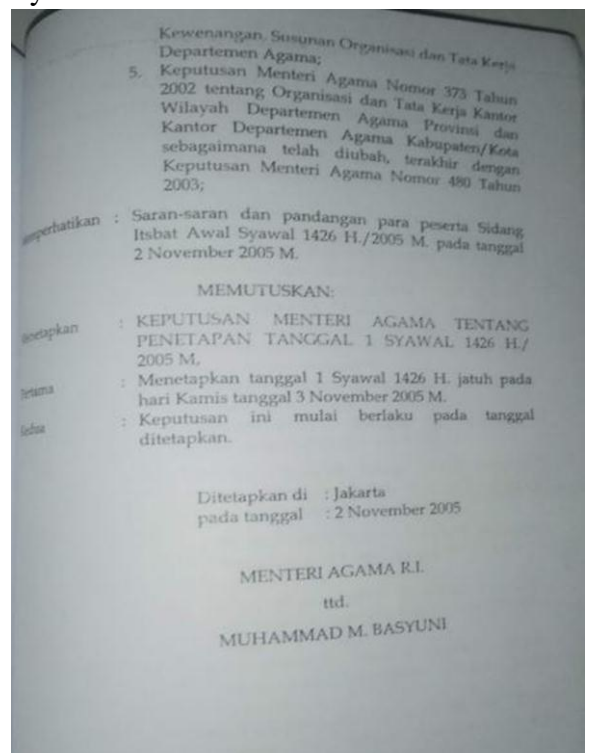 Kewenangan, Susunan Organisasi dan Tata Kerja
Departemen Agama;
5. Keputusan Menteri Agama Nomor 373 Tahun
2002 tentang Organisasi dan Tata Kerja Kantor
Wilayah Departemen Agama Provinsi dan
Kantor Departemen Agama Kabupaten/Kota
sebagaimana telah diubah, terakhir dengan
Keputusan Menteri Agama Nomor 480 Tahun
2003;
: Saran-saran dan pandangan para peserta Sidang
Itsbat Awal Syawal 1426 H./2005 M. pada tanggal
2 November 2005 M.
MEMUTUSKAN:
: KEPUTUSAN MENTERI AGAMA TENTANG
PENETAPAN TANGGAL 1 SYAWAL 1426 H./
2005 M.
Pertama : Menetapkan tanggal 1 Syawal 1426 H. jatuh pada
hari Kamis tanggal 3 November 2005 M.
Kedua : Keputusan ini mulai berlaku pada tanggal
ditetapkan.
Ditetapkan di : Jakarta
pada tanggal : 2 November 2005
MENTERI AGAMA R.I.
ttd.
MUHAMMAD M. BASYUNI